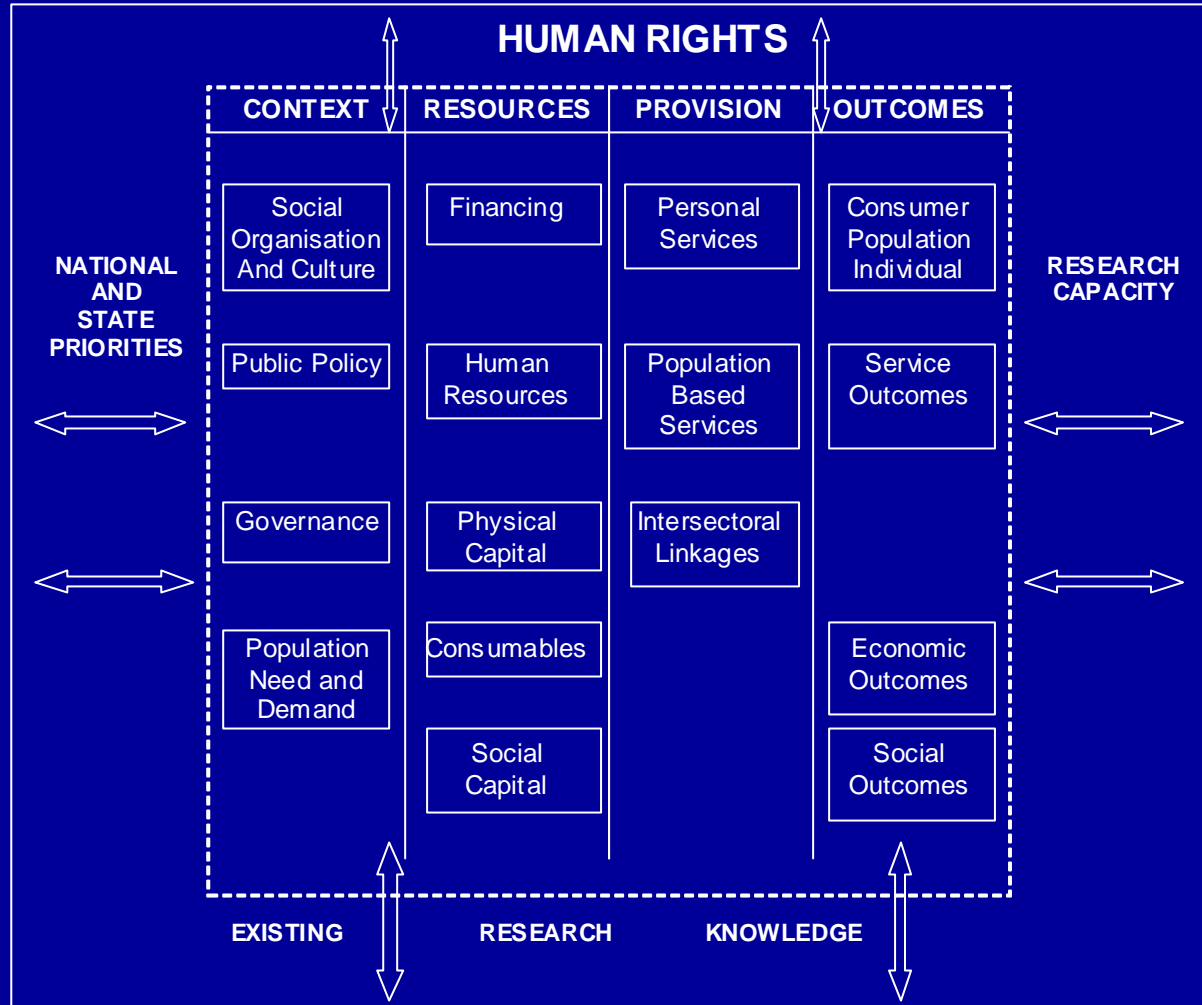 HUMAN RIGHTS
CONTEXT RESOURCES PROVISION OUTCOMES
Social
Organisation
And Culture
Financing
Personal
Services
Consumer
Population
Individual
NATIONAL
AND
STATE
PRIORITIES
RESEARCH
CAPACITY
Public Policy
Human
Resources
Population
Based
Services
Service
Outcomes
Governance
Physical
Capital
Intersectoral
Linkages
Population
Need and
Demand
Consumables
Economic
Outcomes
Social
Capital
Social
Outcomes
EXISTING RESEARCH KNOWLEDGE